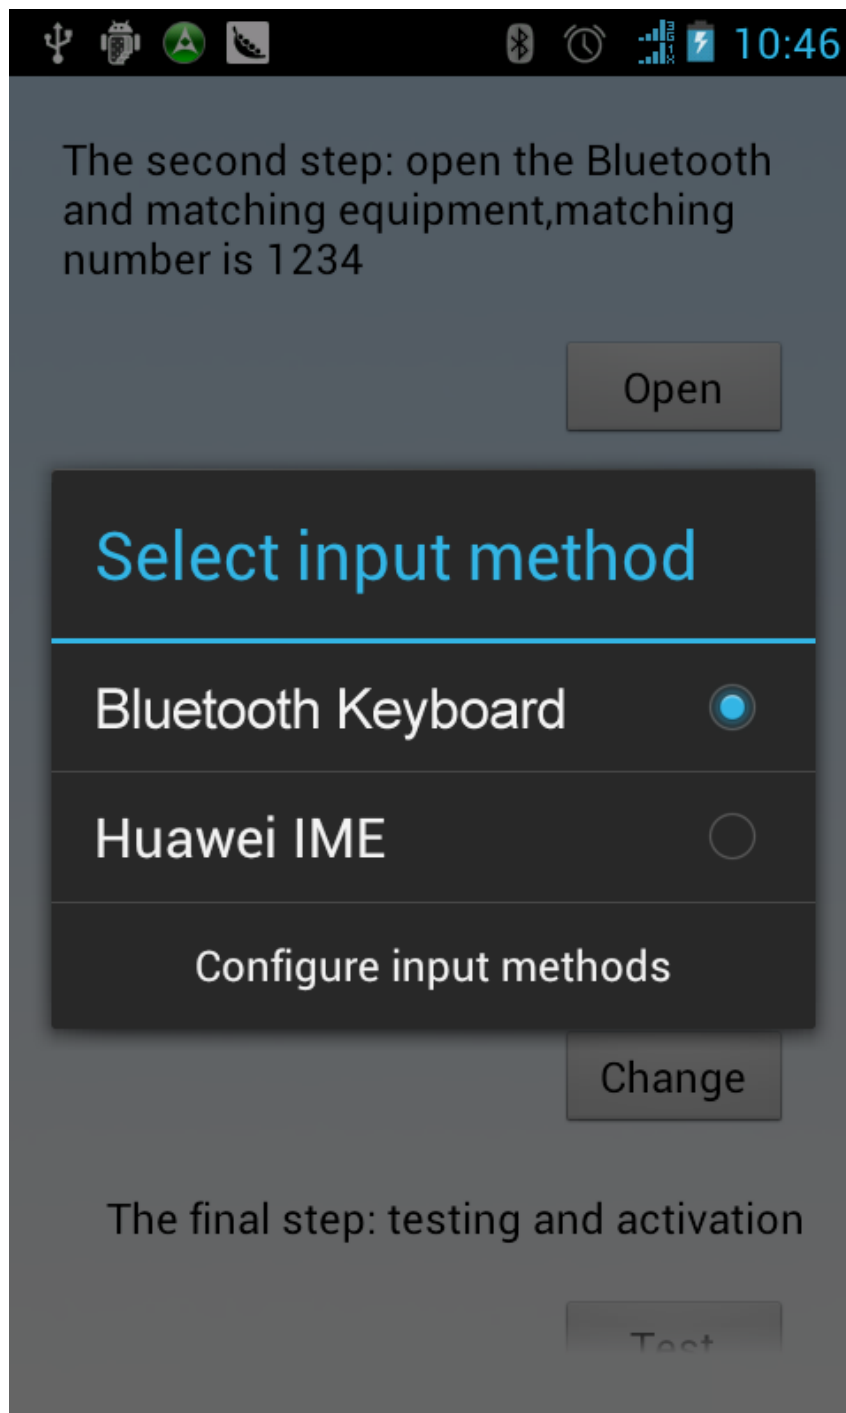 10:46
The second step: open the Bluetooth
and matching equipment,matching
number is 1234
Open
Select input method
Bluetooth Keyboard
Huawei IME
Configure input methods
Change
The final step: testing and activation
Test